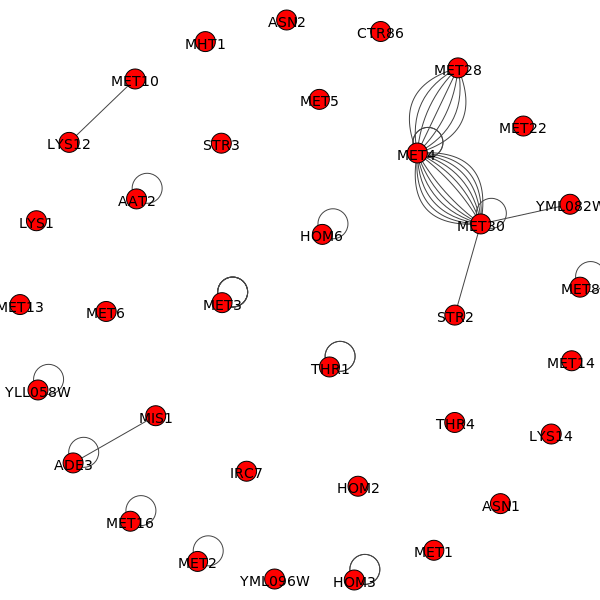 ASN2
CTR86
MHT1
MET28
MET10
MET5
MET22
LYS12
STR3
MET4
AAT2
YML082W
LYS1
MET30
HOM6
MET8
MET13
MET3
MET6
STR2
MET14
THR1
YLL058W
MIS1
THR4
LYS14
ADE3
IRC7
HOM2
ASN1
MET16
MET1
MET2
YML096W
HOM3